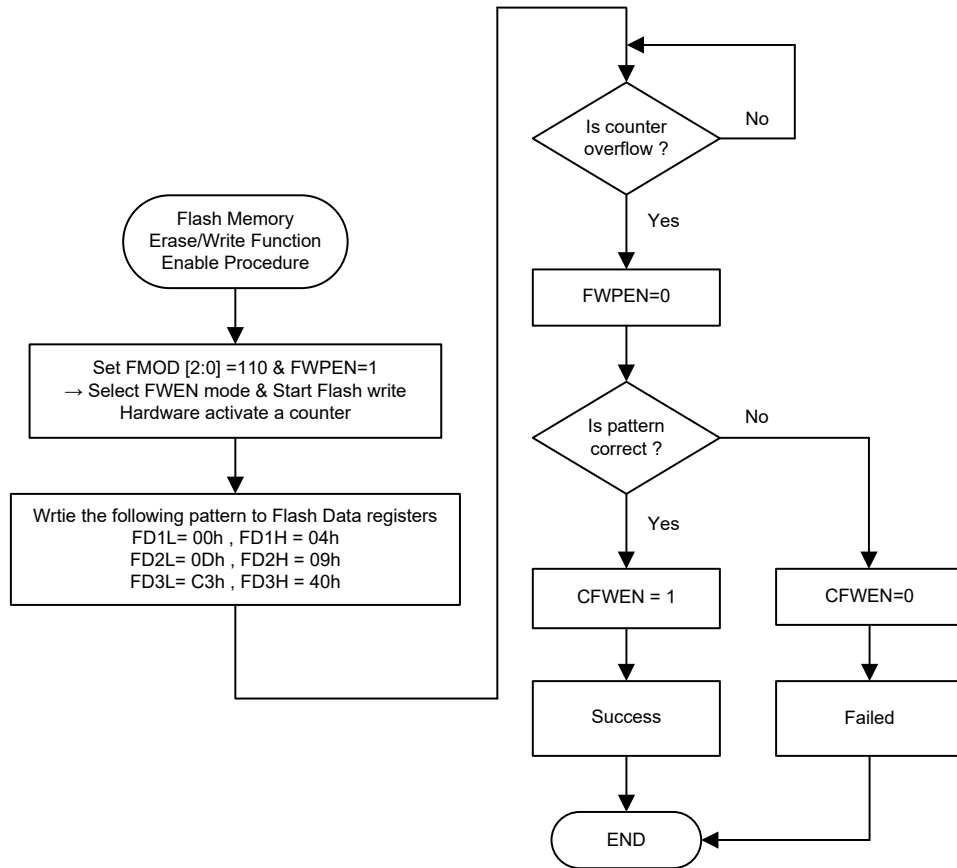 Flash Memory
Erase/Write Function
Enable Procedure
Set FMOD [2:0] =110 & FWPEN=1
→ Select FWEN mode & Start Flash write
Hardware activate a counter
Wrtie the following pattern to Flash Data registers
FD1L= 00h , FD1H = 04h
FD2L= 0Dh , FD2H = 09h
FD3L= C3h , FD3H = 40h
Is counter
overflow ?
No
Yes
FWPEN=0
Is pattern
correct ?
No
Yes
CFWEN = 1
CFWEN=0
Success
Failed
END